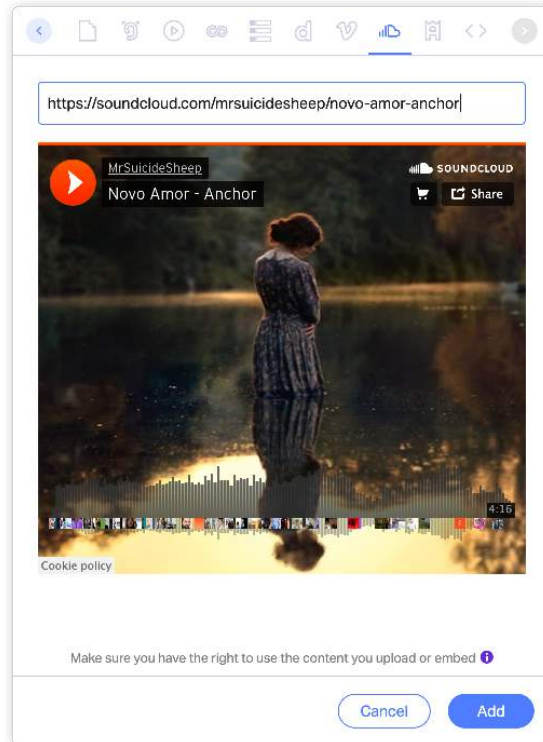 https://soundcloud.com/mrsuicidesheep/novo-amor-anchor
MrSuicideSheep
SOUNDCLOUD
Novo Amor - Anchor
Share
4:16
Cookie policy
Make sure you have the right to use the content you upload or embed
Cancel
Add